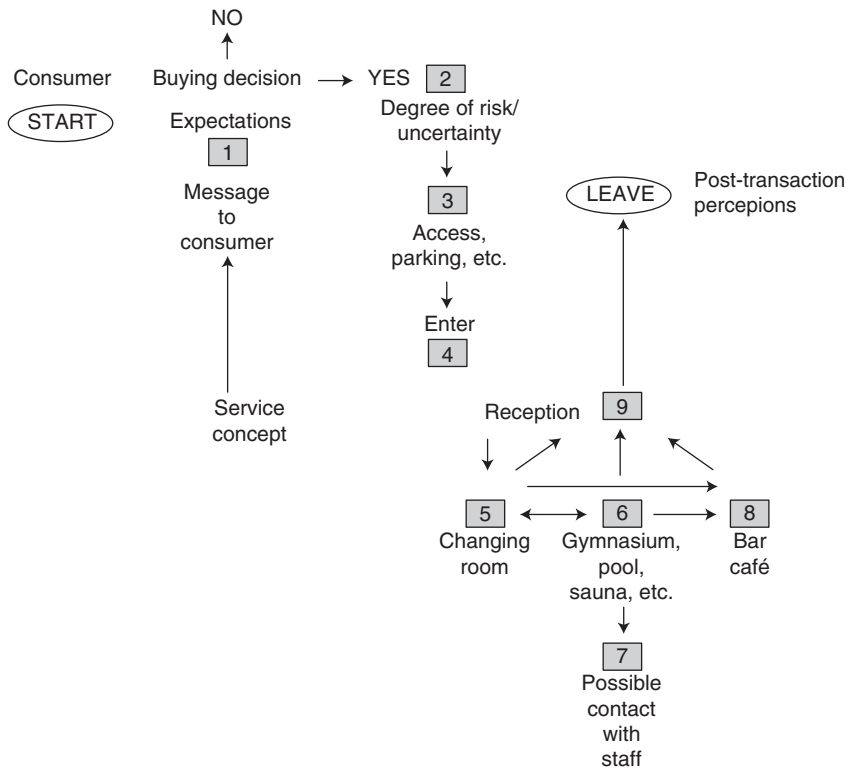 NO
Consumer
Buying decision
YES
2
START
Expectations
1
Degree of risk/
uncertainty
Message
to
consumer
3
Access,
parking, etc.
LEAVE
Post-transaction
percepions
Enter
4
Service
concept
Reception
9
5
6
8
Changing
room
Gymnasium,
pool,
sauna, etc.
Bar
café
7
Possible
contact
with
staff